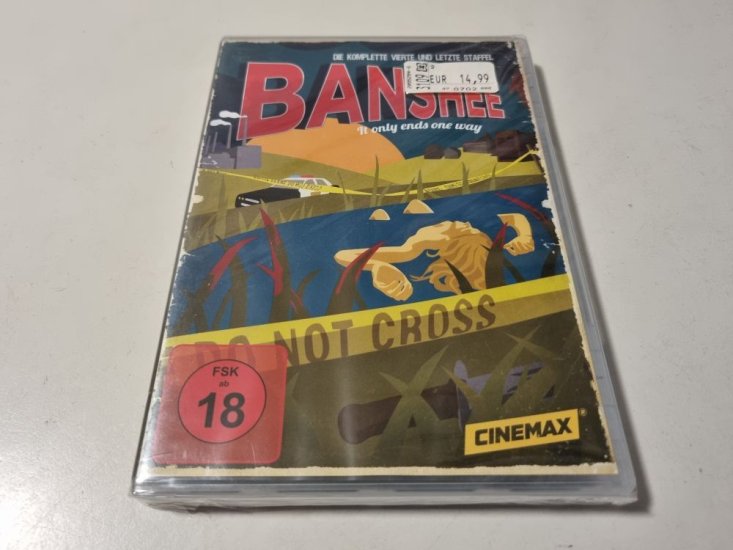 DIE KOMPLETTE VIERTE UND LETZTE STAFFEL
EUR 14,99
0702
BANSHEE
It only ends one way
DO NOT CROSS
FSK
ab
18
CINEMAX